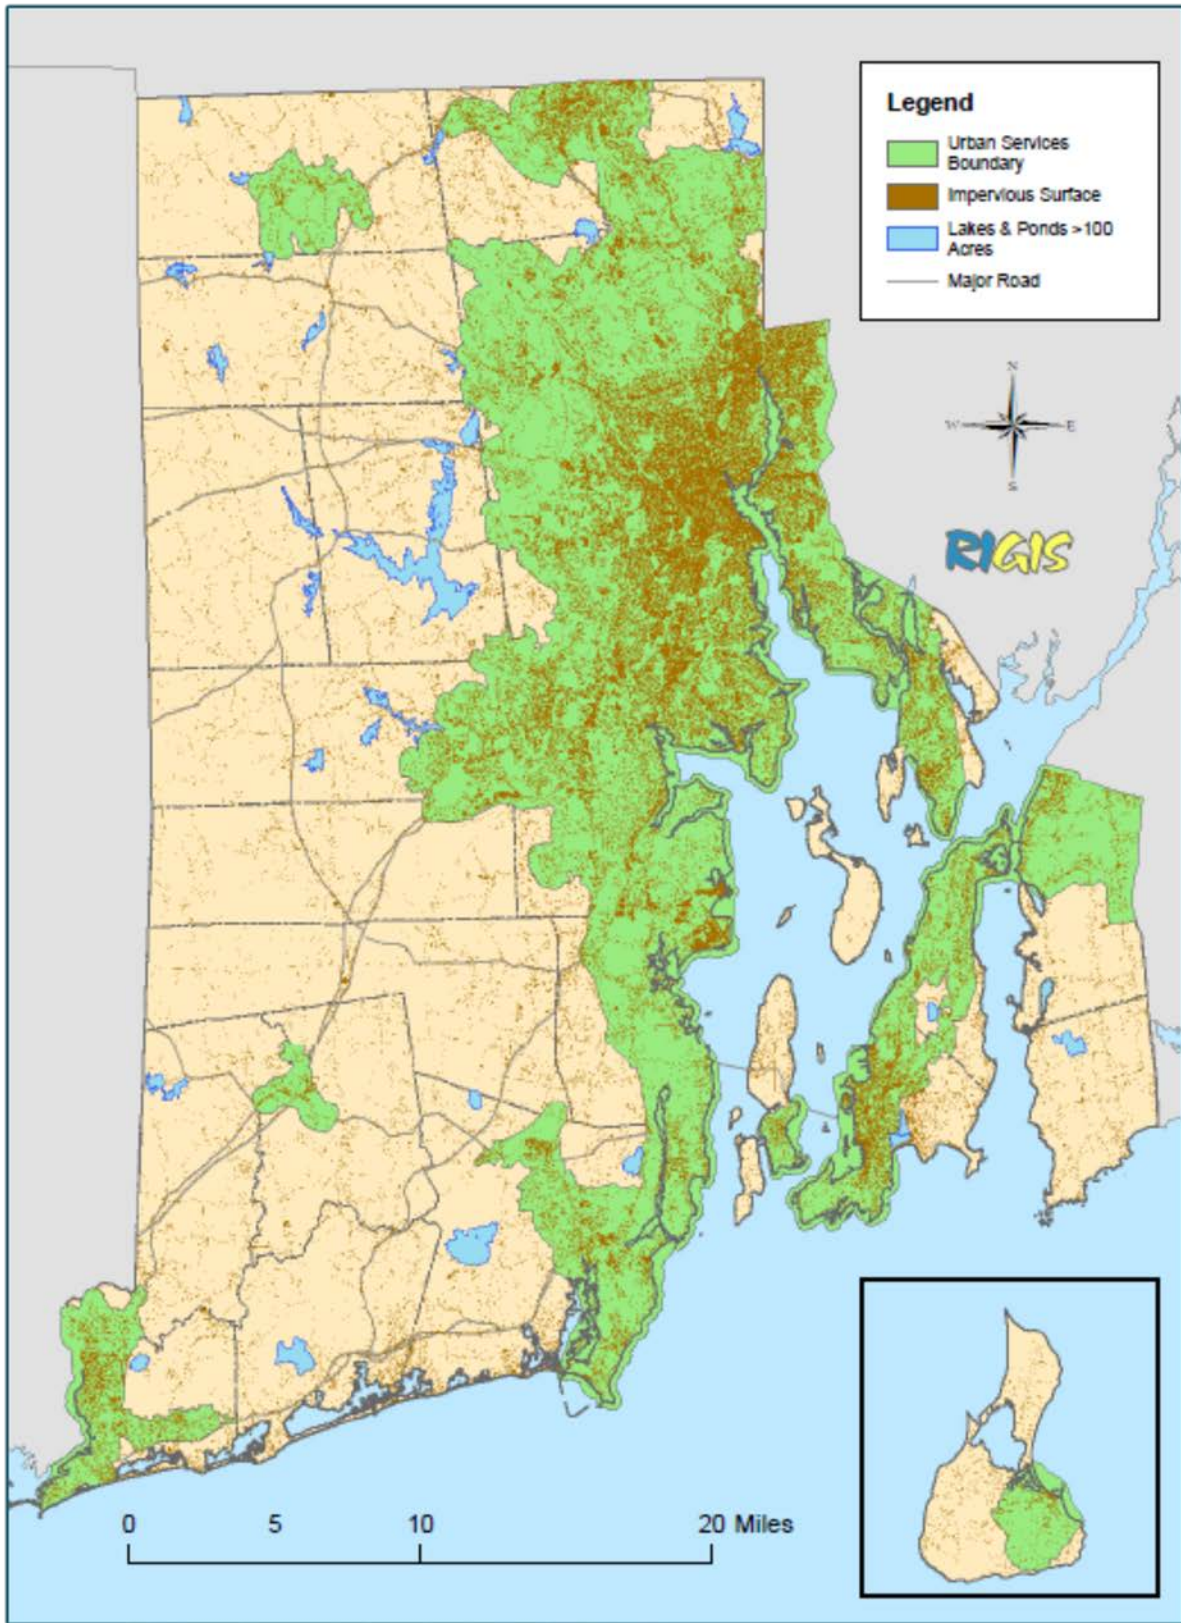 Legend
Urban Services
Boundary
Impervious Surface
Lakes & Ponds >100
Acres
Major Road
N
W
E
S
RIGIS
0
5
10
20 Miles